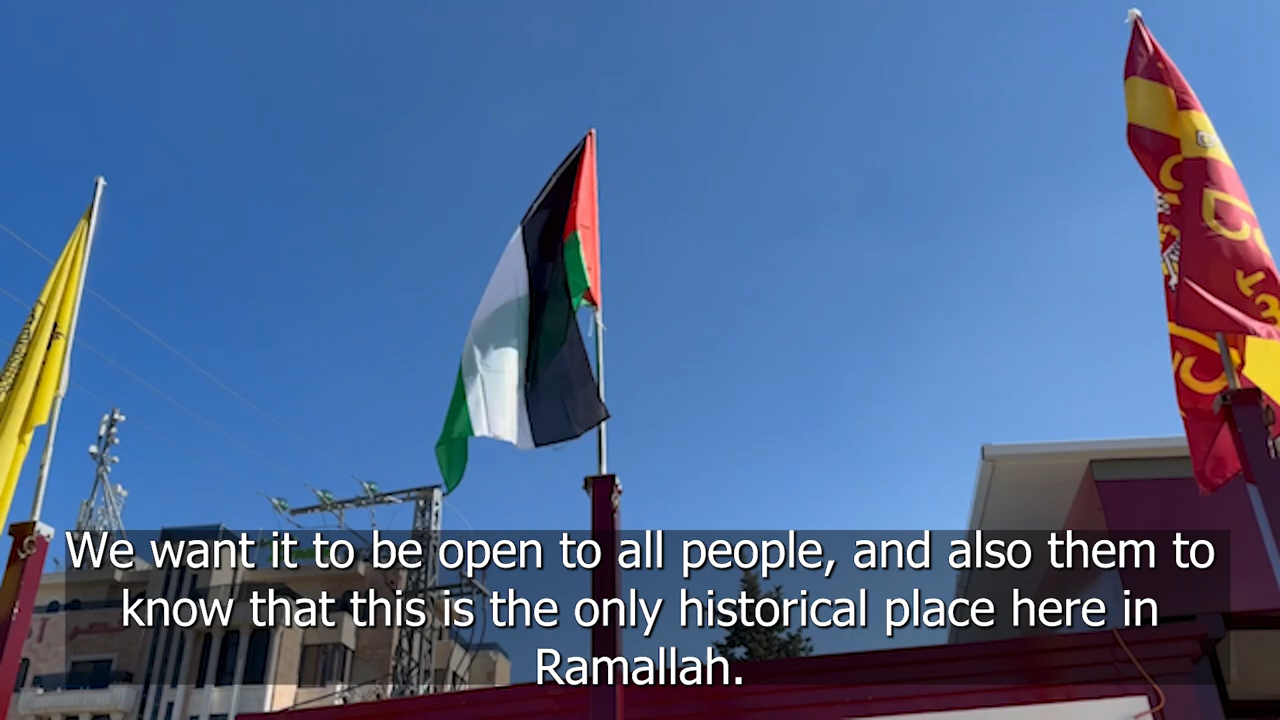 We want it to be open to all people, and also them to
know that this is the only historical place here in
Ramallah.